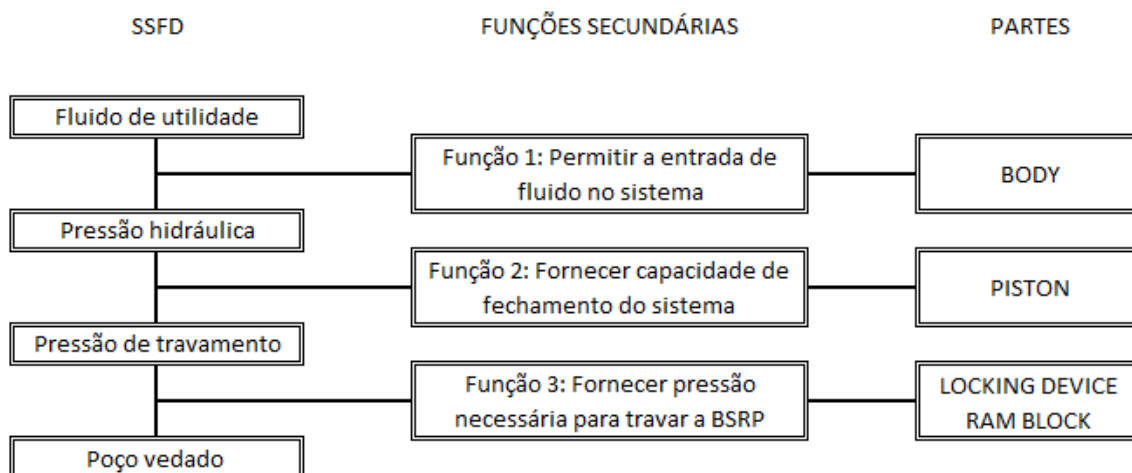 SSFD
FUNÇÕES SECUNDÁRIAS
PARTES
Fluido de utilidade
Função 1: Permitir a entrada de
fluido no sistema
BODY
Pressão hidráulica
Função 2: Fornecer capacidade de
fechamento do sistema
PISTON
Pressão de travamento
Função 3: Fornecer pressão
necessária para travar a BSRP
LOCKING DEVICE
RAM BLOCK
Poço vedado